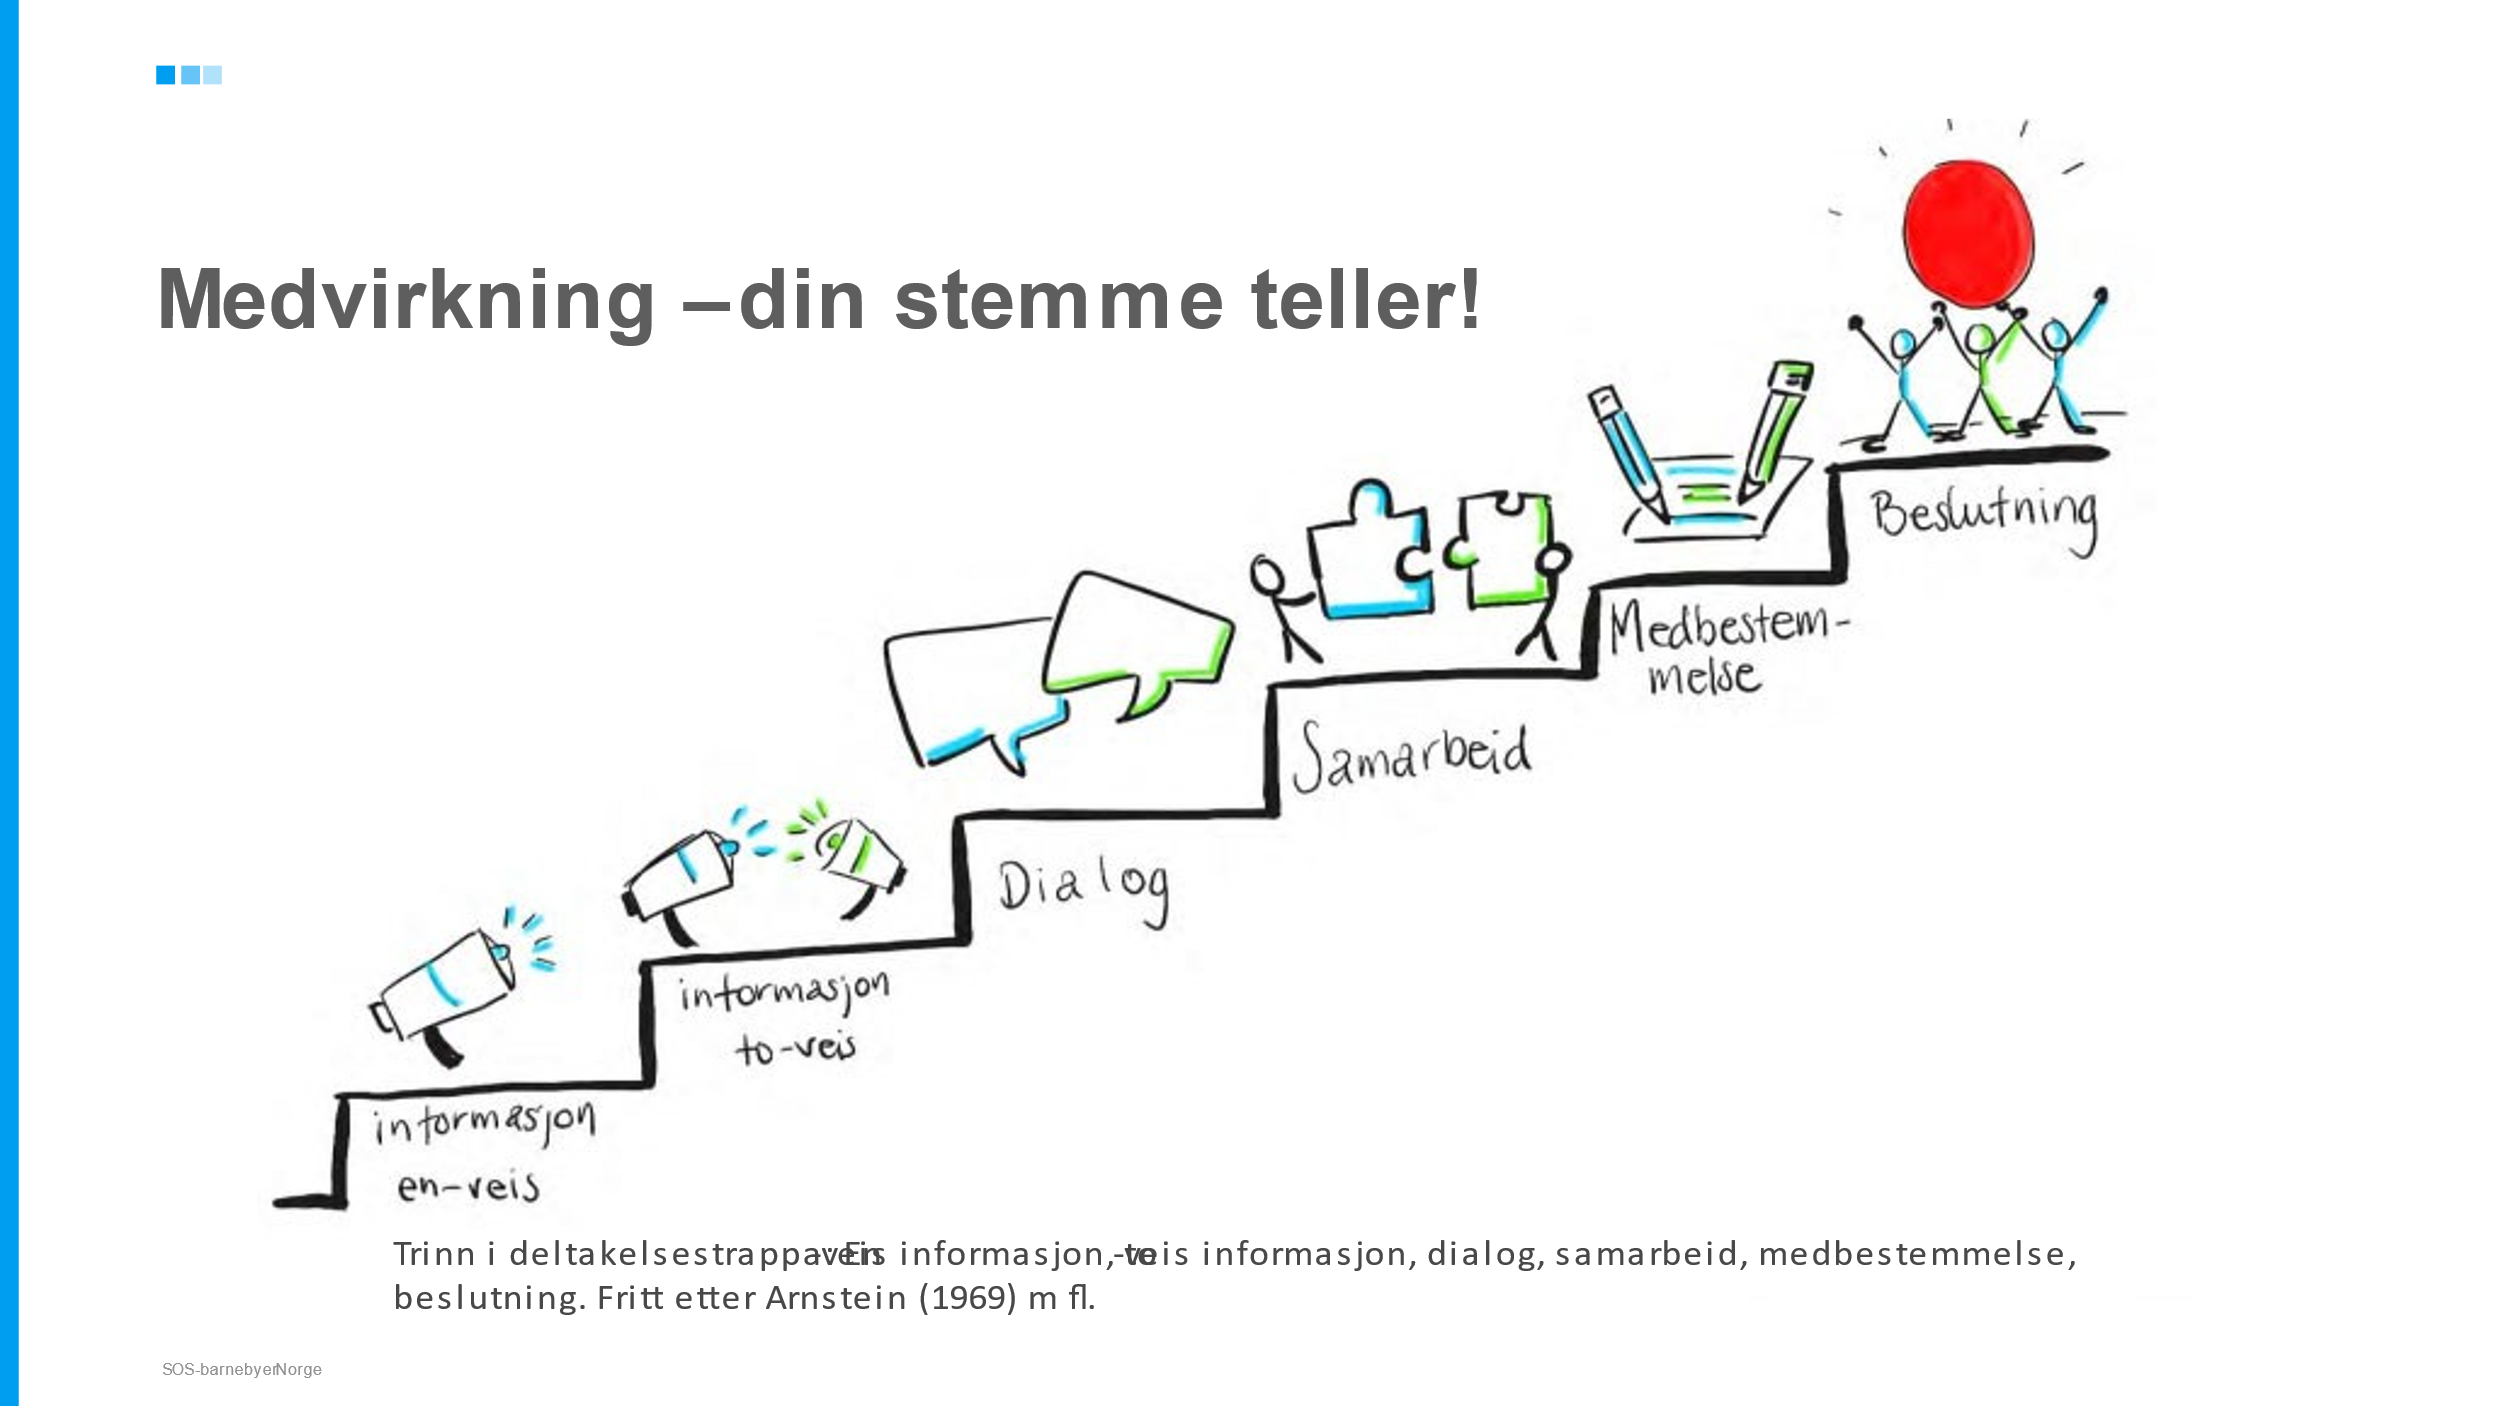 Medvirkning – din stemme teller!
Beslutning
Medbestem-
melse
Samarbeid
Dialog
informasjon
to-veis
informasjon
en-veis
Trinn i deltakelsestrappa: En-veis informasjon, to-veis informasjon, dialog, samarbeid, medbestemmelse,
beslutning. Fritt etter Arnstein (1969) m fl.
SOS-barnebyer Norge